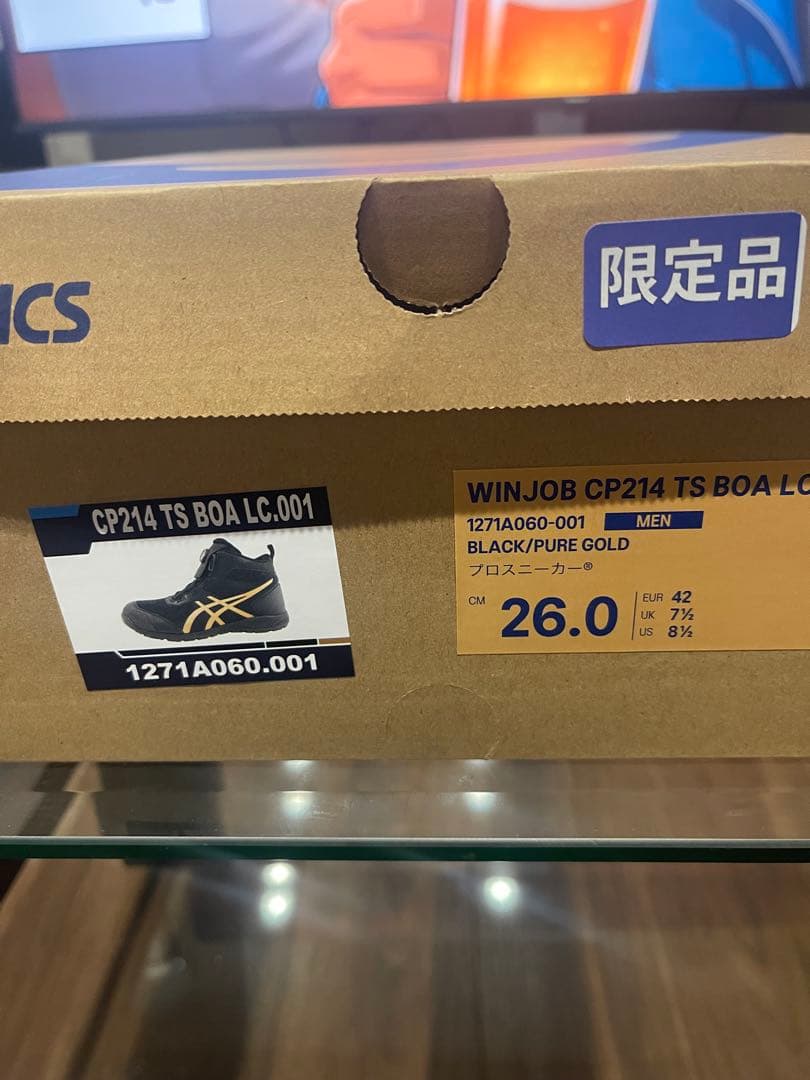 ICS
限定品
CP214 TS BOA LC.001
1271A060.001
WINJOB CP214 TS BOA LC
1271A060-001 MEN
BLACK/PURE GOLD
プロスニーカー®
CM 26.0
EUR 42
UK 7½
US 8½